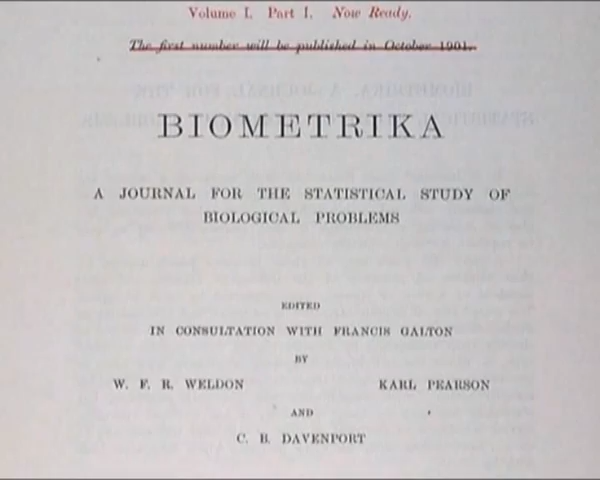 Volume I. Part I. Now Ready.
The first number will be published in October 1901.
BIOMETRIKA
A JOURNAL FOR THE STATISTICAL STUDY OF
BIOLOGICAL PROBLEMS
EDITED
IN CONSULTATION WITH FRANCIS GALTON
BY
W. F. R. WELDON KARL PEARSON
AND
C. B. DAVENPORT